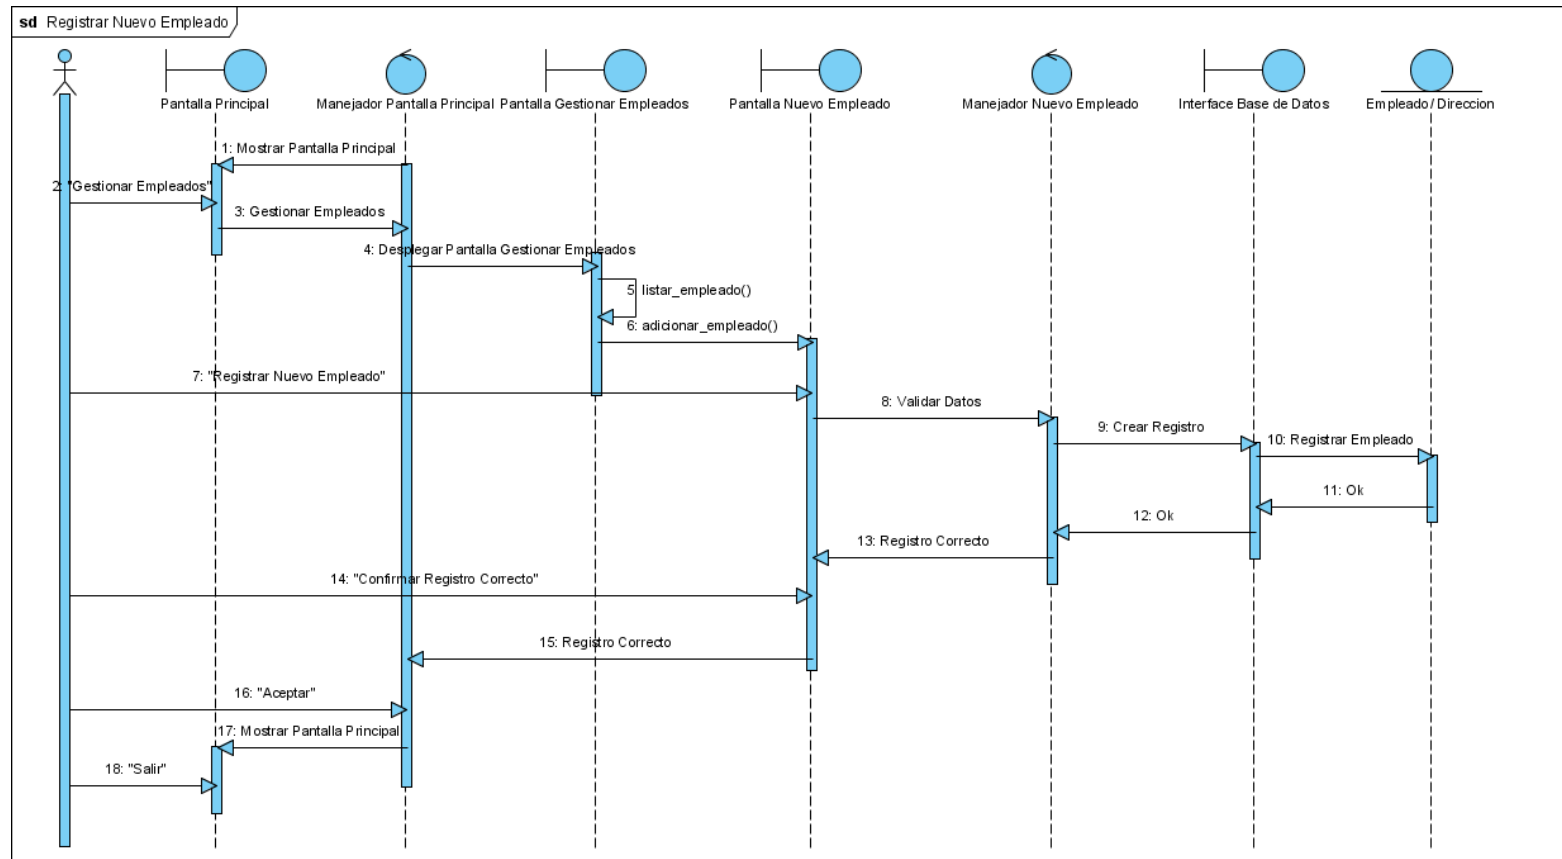 sd Registrar Nuevo Empleado
Pantalla Principal
Manejador Pantalla Principal
Pantalla Gestionar Empleados
Pantalla Nuevo Empleado
Manejador Nuevo Empleado
Interface Base de Datos
Empleado/Direccion
1: Mostrar Pantalla Principal
2: "Gestionar Empleados"
3: Gestionar Empleados
4: Desplegar Pantalla Gestionar Empleados
5: listar_empleado()
6: adicionar_empleado()
7: "Registrar Nuevo Empleado"
8: Validar Datos
9: Crear Registro
10: Registrar Empleado
11: Ok
12: Ok
13: Registro Correcto
14: "Confirmar Registro Correcto"
15: Registro Correcto
16: "Aceptar"
17: Mostrar Pantalla Principal
18: "Salir"